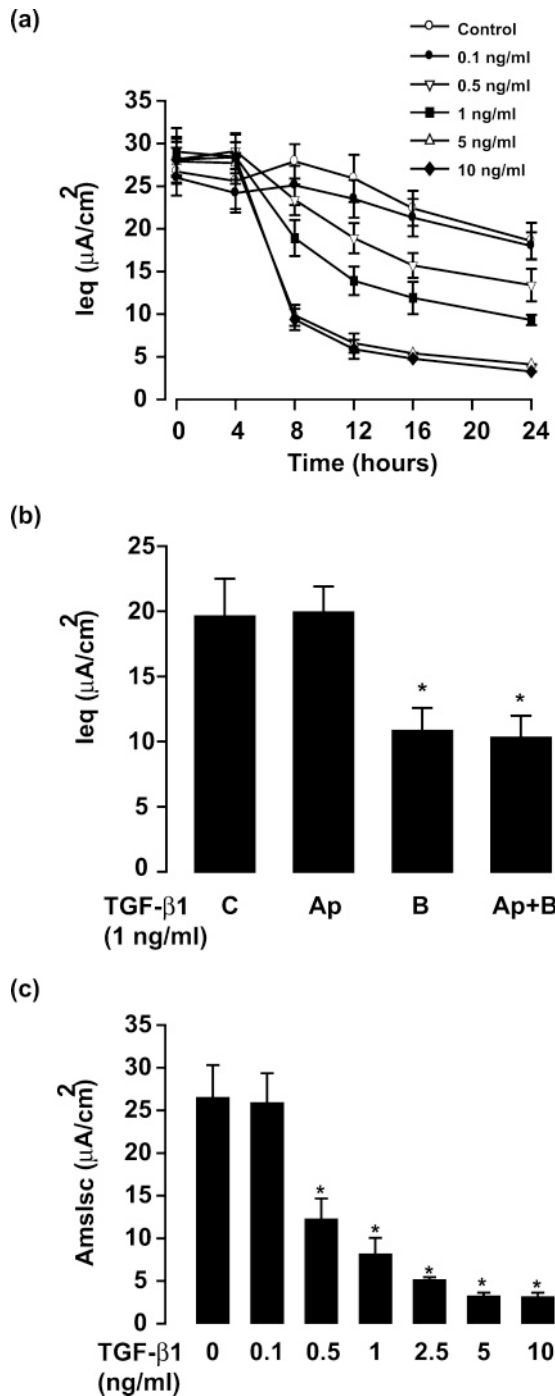 (a)
Control
0.1 ng/ml
0.5 ng/ml
1 ng/ml
5 ng/ml
10 ng/ml
35
30
25
20
15
10
5
0
Ieq (μA/cm²)
0 4 8 12 16 20 24
Time (hours)
(b)
25
20
15
10
5
0
Ieq (μA/cm²)
* *
TGF-β1 C Ap B Ap+B
(1 ng/ml)
(c)
35
30
25
20
15
10
5
0
AmsIsc (μA/cm²)
* * * * *
TGF-β1 0 0.1 0.5 1 2.5 5 10
(ng/ml)